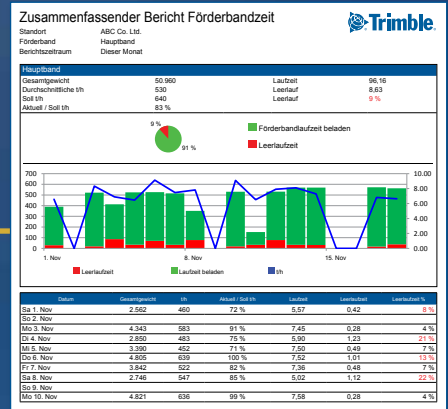 Zusammenfassender Bericht Förderbandzeit
Trimble.
Standort ABC Co. Ltd.
Förderband Hauptband
Berichtszeitraum Dieser Monat
Hauptband
Gesamtgewicht 50.960 Laufzeit 96,16
Durchschnittliche t/h 530 Leerlauf 8,63
Soll t/h 640 Leerlauf 9 %
Aktuell / Soll t/h 83 %
9 %
91 %
Förderbandlaufzeit beladen
Leerlaufzeit
700 10.00
600 8.00
500
400 6.00
300 4.00
200
100 2.00
0 0.00
1. Nov 8. Nov 15. Nov
Leerlaufzeit Laufzeit beladen t/h
Datum Gesamtgewicht t/h Aktuell / Soll t/h Laufzeit Leerlaufzeit Leerlaufzeit %
Sa 1. Nov 2.562 460 72 % 5,57 0,42 8 %
So 2. Nov
Mo 3. Nov 4.343 583 91 % 7,45 0,28 4 %
Di 4. Nov 2.850 483 75 % 5,90 1,23 21 %
Mi 5. Nov 3.390 452 71 % 7,50 0,49 7 %
Do 6. Nov 4.805 639 100 % 7,52 1,01 13 %
Fr 7. Nov 3.842 522 82 % 7,36 0,48 7 %
Sa 8. Nov 2.746 547 85 % 5,02 1,12 22 %
So 9. Nov
Mo 10. Nov 4.821 636 99 % 7,58 0,28 4 %